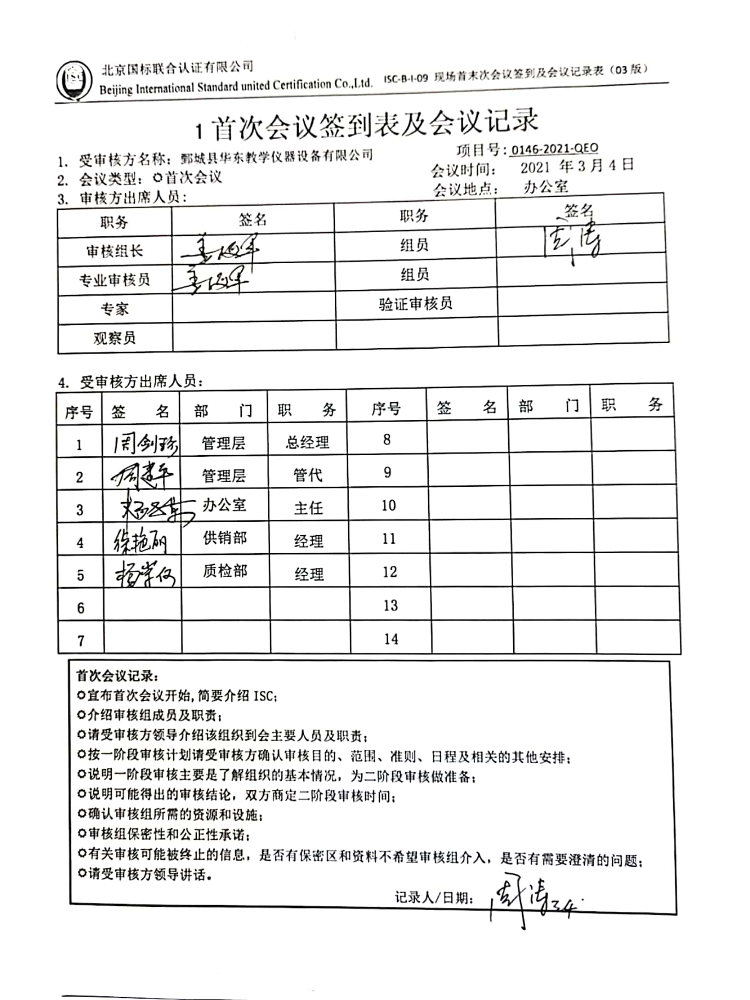 北京国标联合认证有限公司
Beijing International Standard united Certification Co.,Ltd. ISC-B-I-09 现场首末次会议签到及会议记录表（03 版）
ISC
1 首次会议签到表及会议记录
项目号：0146-2021-QEO
1. 受审核方名称：鄄城县华东教学仪器设备有限公司
会议时间： 2021 年 3 月 4 日
2. 会议类型：✪首次会议
会议地点： 办公室
3. 审核方出席人员：
职务 签名 职务 签名
审核组长 组员 周涛
专业审核员 组员
专家 验证审核员
观察员
4. 受审核方出席人员：
序号 签 名 部 门 职 务 序号 签 名 部 门 职 务
1 周剑珍 管理层 总经理 8
2 周建平 管理层 管代 9
3 办公室 主任 10
4 徐艳丽 供销部 经理 11
5 质检部 经理 12
6 13
7 14
首次会议记录：
✪宣布首次会议开始,简要介绍 ISC；
✪介绍审核组成员及职责；
✪请受审核方领导介绍该组织到会主要人员及职责；
✪按一阶段审核计划请受审核方确认审核目的、范围、准则、日程及相关的其他安排；
✪说明一阶段审核主要是了解组织的基本情况，为二阶段审核做准备；
✪说明可能得出的审核结论，双方商定二阶段审核时间；
✪确认审核组所需的资源和设施；
✪审核组保密性和公正性承诺；
✪有关审核可能被终止的信息，是否有保密区和资料不希望审核组介入，是否有需要澄清的问题；
✪请受审核方领导讲话。
记录人/日期： 周涛 3.4.